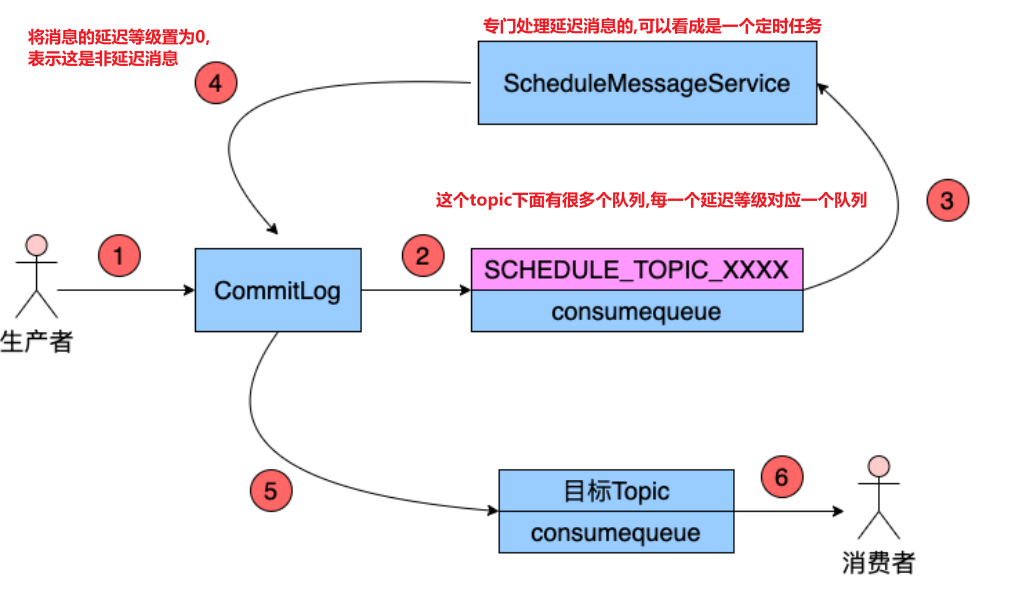 专门处理延迟消息的,可以看成是一个定时任务
将消息的延迟等级置为0,
表示这是非延迟消息
4
ScheduleMessageService
这个topic下面有很多个队列,每一个延迟等级对应一个队列
3
1
2
SCHEDULE_TOPIC_XXXX
CommitLog
consumequeue
生产者
5
6
目标Topic
consumequeue
消费者